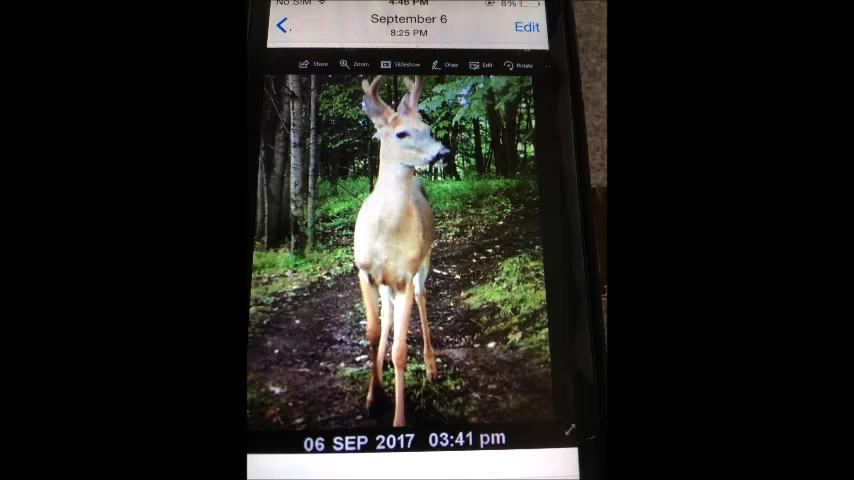 No SIM 4:46 PM 8%
September 6
8:25 PM
Edit
Share Zoom Slideshow Draw Edit Rotate
06 SEP 2017 03:41 pm